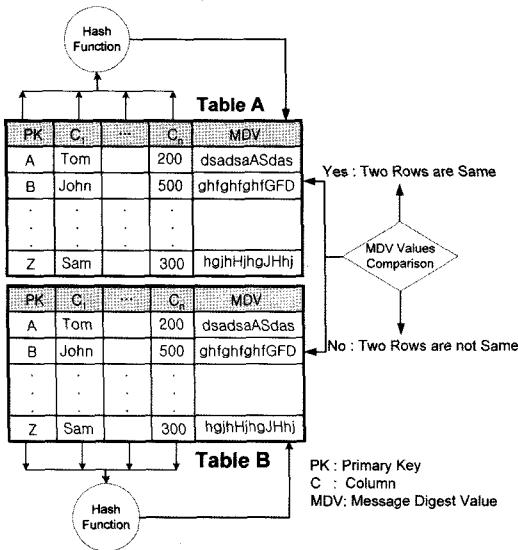 Hash
Function
Table A
PK C₁ ... Cₙ MDV
A Tom 200 dsadsaASdas
B John 500 ghfghfghfGFD
. . . .
. . . .
. . . .
Z Sam 300 hgjhHjhgJHhj
Yes : Two Rows are Same
MDV Values
Comparison
No : Two Rows are not Same
PK C₁ ... Cₙ MDV
A Tom 200 dsadsaASdas
B John 500 ghfghfghfGFD
. . . .
. . . .
. . . .
Z Sam 300 hgjhHjhgJHhj
Table B
Hash
Function
PK : Primary Key
C : Column
MDV: Message Digest Value